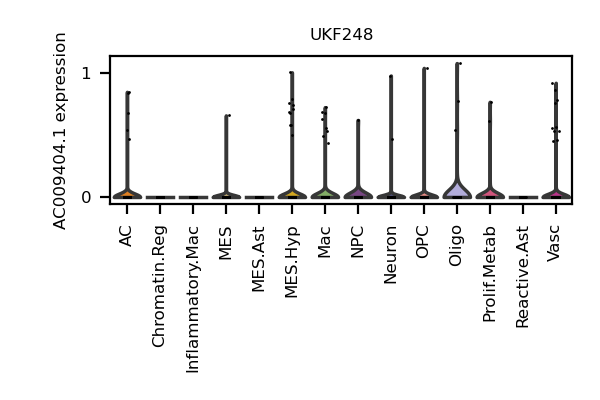 UKF248
AC009404.1 expression
1
0
AC
Chromatin.Reg
Inflammatory.Mac
MES
MES.Ast
MES.Hyp
Mac
NPC
Neuron
OPC
Oligo
Prolif.Metab
Reactive.Ast
Vasc